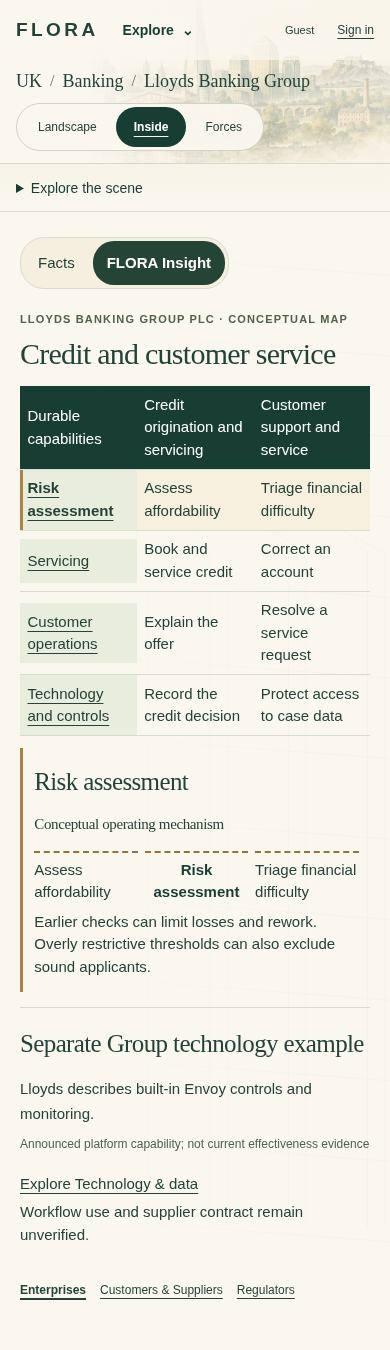 FLORA Explore Guest Sign in
UK / Banking / Lloyds Banking Group
Landscape Inside Forces
Explore the scene
Facts FLORA Insight
LLOYDS BANKING GROUP PLC · CONCEPTUAL MAP
Credit and customer service
Durable capabilities
Credit origination and servicing
Customer support and service
Risk assessment
Assess affordability
Triage financial difficulty
Servicing
Book and service credit
Correct an account
Customer operations
Explain the offer
Resolve a service request
Technology and controls
Record the credit decision
Protect access to case data
Risk assessment
Conceptual operating mechanism
Assess affordability
Risk assessment
Triage financial difficulty
Earlier checks can limit losses and rework.
Overly restrictive thresholds can also exclude
sound applicants.
Separate Group technology example
Lloyds describes built-in Envoy controls and
monitoring.
Announced platform capability; not current effectiveness evidence
Explore Technology & data
Workflow use and supplier contract remain
unverified.
Enterprises Customers & Suppliers Regulators